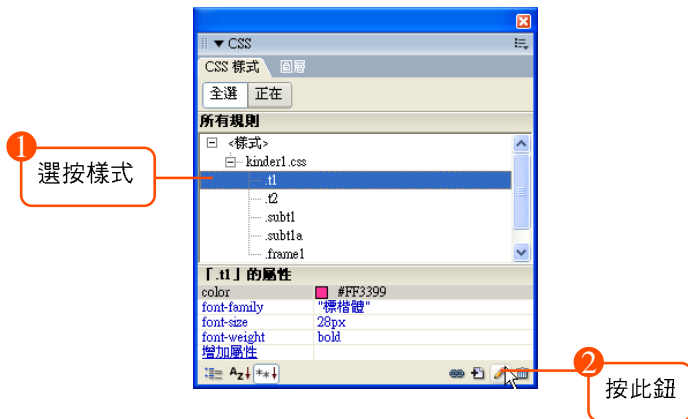 CSS
CSS 樣式 圖層
全選 正在
所有規則
<樣式>
kinder1.css
.t1
.t2
.subt1
.subt1a
.frame1
「.t1」的屬性
color #FF3399
font-family "標楷體"
font-size 28px
font-weight bold
增加屬性
AZ
**
1
選按樣式
2
按此鈕